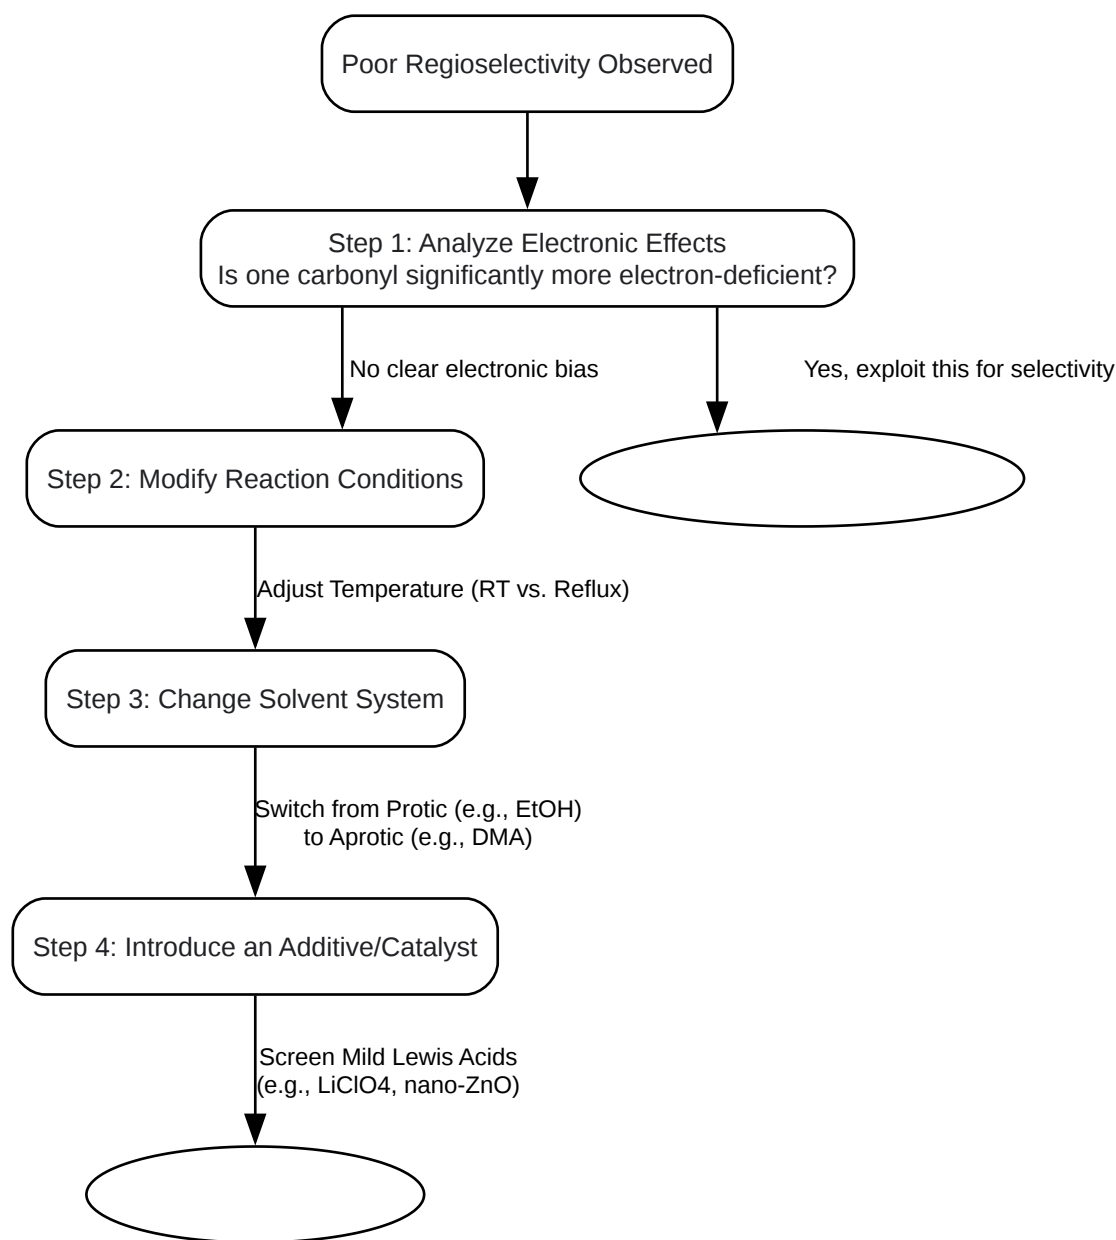 Poor Regioselectivity Observed
Step 1: Analyze Electronic Effects
Is one carbonyl significantly more electron-deficient?
No clear electronic bias
Yes, exploit this for selectivity
Step 2: Modify Reaction Conditions
Adjust Temperature (RT vs. Reflux)
Step 3: Change Solvent System
Switch from Protic (e.g., EtOH)
to Aprotic (e.g., DMA)
Step 4: Introduce an Additive/Catalyst
Screen Mild Lewis Acids
(e.g., LiClO4, nano-ZnO)